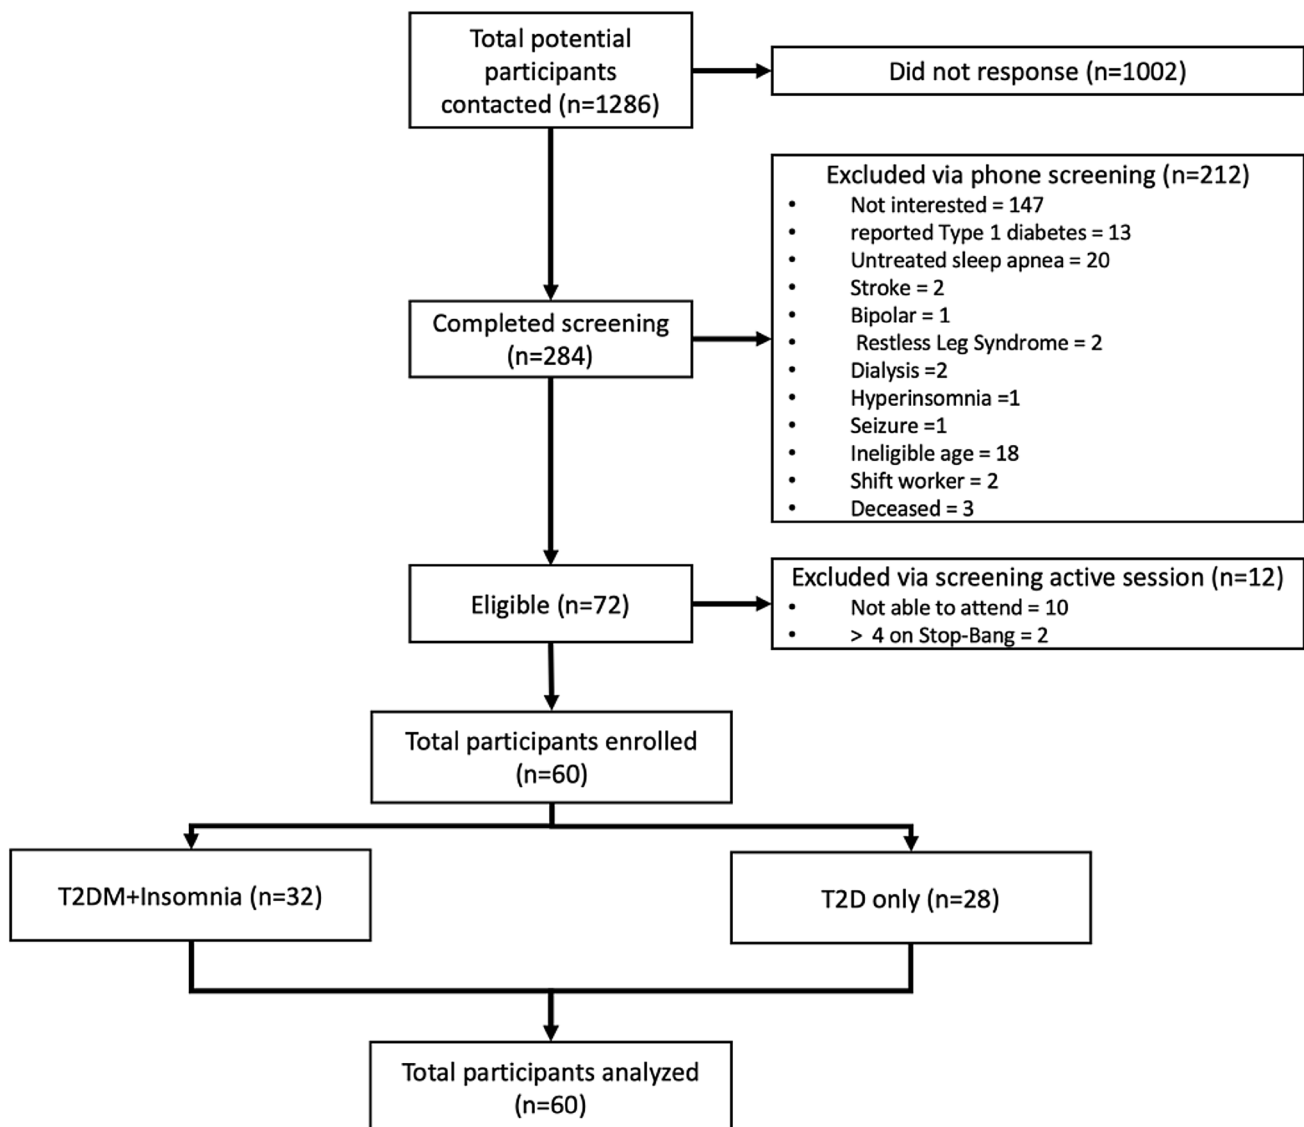 Total potential
participants
contacted (n=1286)
Did not response (n=1002)
Excluded via phone screening (n=212)
• Not interested = 147
• reported Type 1 diabetes = 13
• Untreated sleep apnea = 20
• Stroke = 2
• Bipolar = 1
• Restless Leg Syndrome = 2
• Dialysis =2
• Hyperinsomnia =1
• Seizure =1
• Ineligible age = 18
• Shift worker = 2
• Deceased = 3
Completed screening
(n=284)
Eligible (n=72)
Excluded via screening active session (n=12)
• Not able to attend = 10
• > 4 on Stop-Bang = 2
Total participants enrolled
(n=60)
T2DM+Insomnia (n=32)
T2D only (n=28)
Total participants analyzed
(n=60)